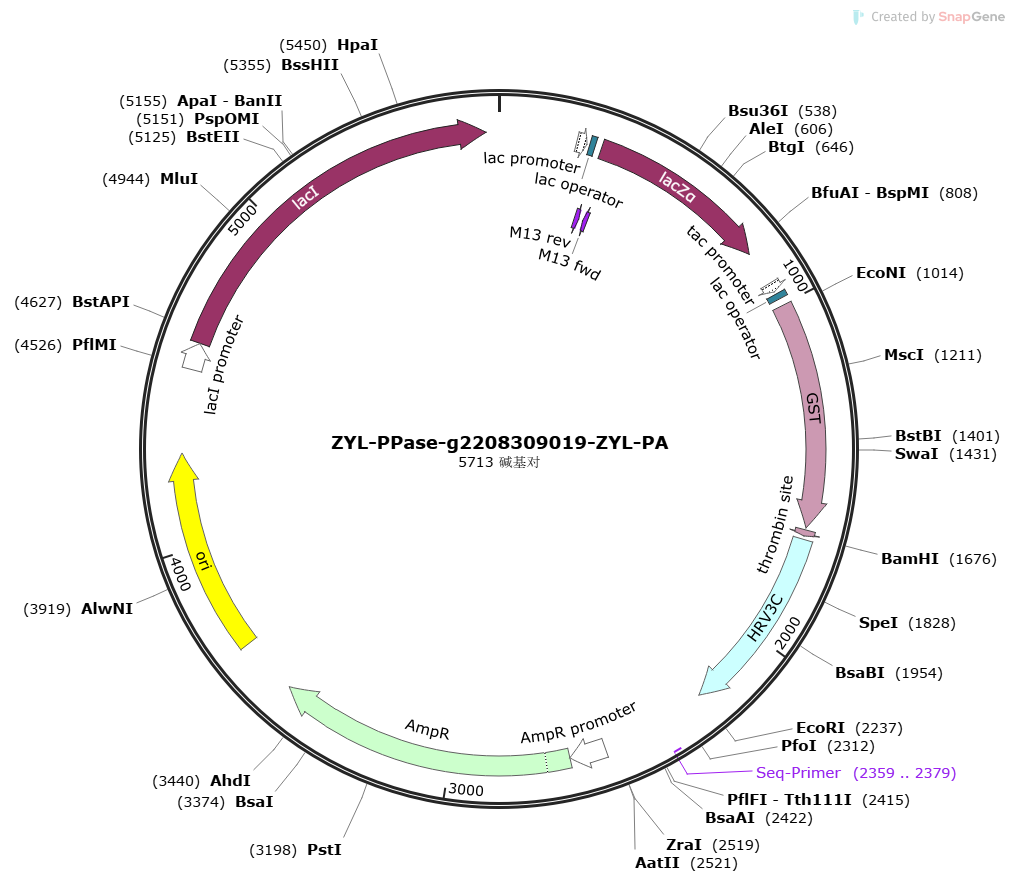 Created by SnapGene
(5450) HpaI
(5355) BssHII
(5155) ApaI - BanII
(5151) PspOMI
(5125) BstEII
(4944) MluI
(4627) BstAPI
(4526) PflMI
(3919) AlwNI
(3440) AhdI
(3374) BsaI
(3198) PstI
Bsu36I (538)
AleI (606)
BtgI (646)
BfuAI - BspMI (808)
EcoNI (1014)
MscI (1211)
BstBI (1401)
SwaI (1431)
BamHI (1676)
SpeI (1828)
BsaBI (1954)
EcoRI (2237)
PfoI (2312)
Seq-Primer (2359 .. 2379)
PflFI - Tth111I (2415)
BsaAI (2422)
ZraI (2519)
AatII (2521)
lac promoter
lac operator
M13 rev
M13 fwd
lacZα
tac promoter
lac operator
1000
GST
thrombin site
HRV3C
2000
AmpR promoter
AmpR
3000
ori
4000
lacI promoter
lacI
5000
ZYL-PPase-g2208309019-ZYL-PA
5713 碱基对